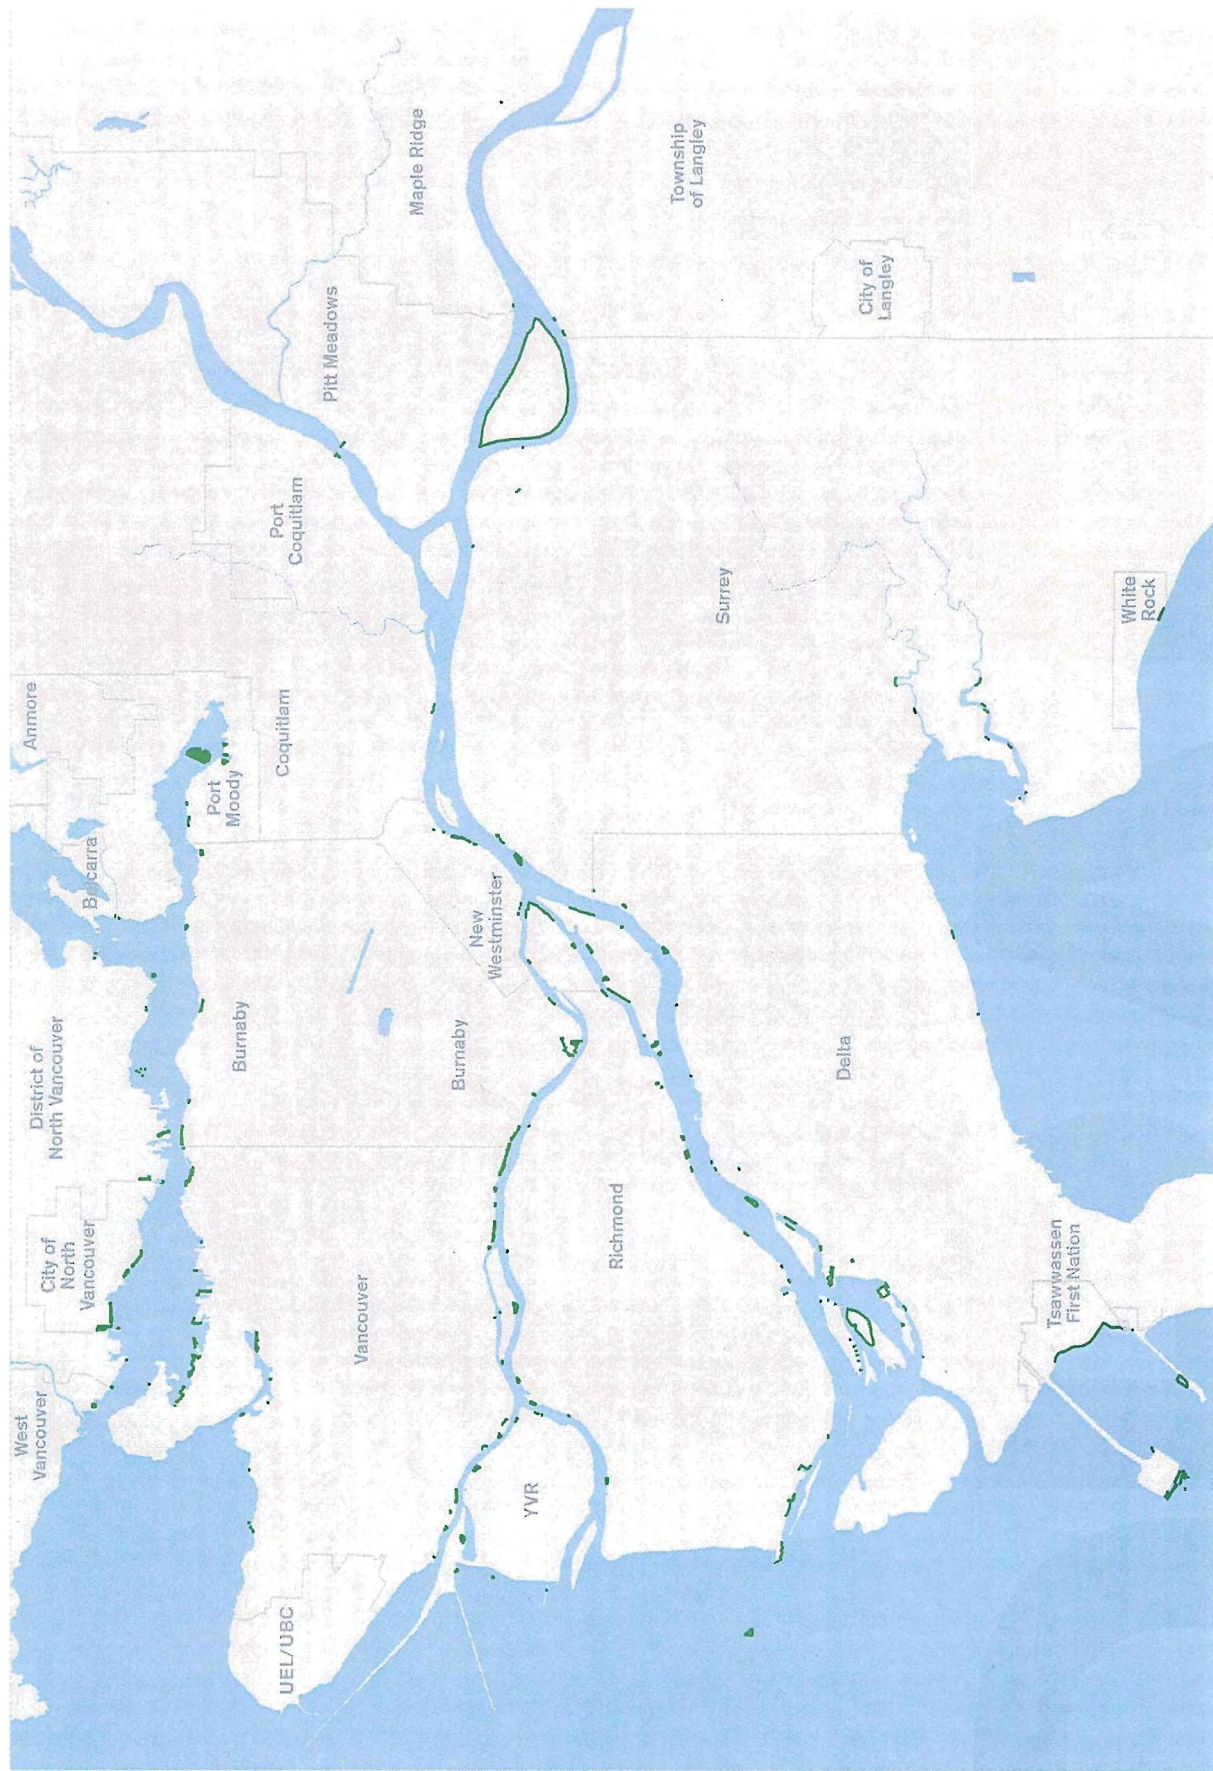 West
Vancouver
City of
North
Vancouver
District of
North Vancouver
Belcarra
Anmore
Port
Moody
Coquitlam
Port
Coquitlam
Pitt Meadows
Maple Ridge
UEL/UBC
Vancouver
Burnaby
Burnaby
New
Westminster
YVR
Richmond
Surrey
Township
of Langley
City of
Langley
Delta
Tsawwassen
First Nation
White
Rock